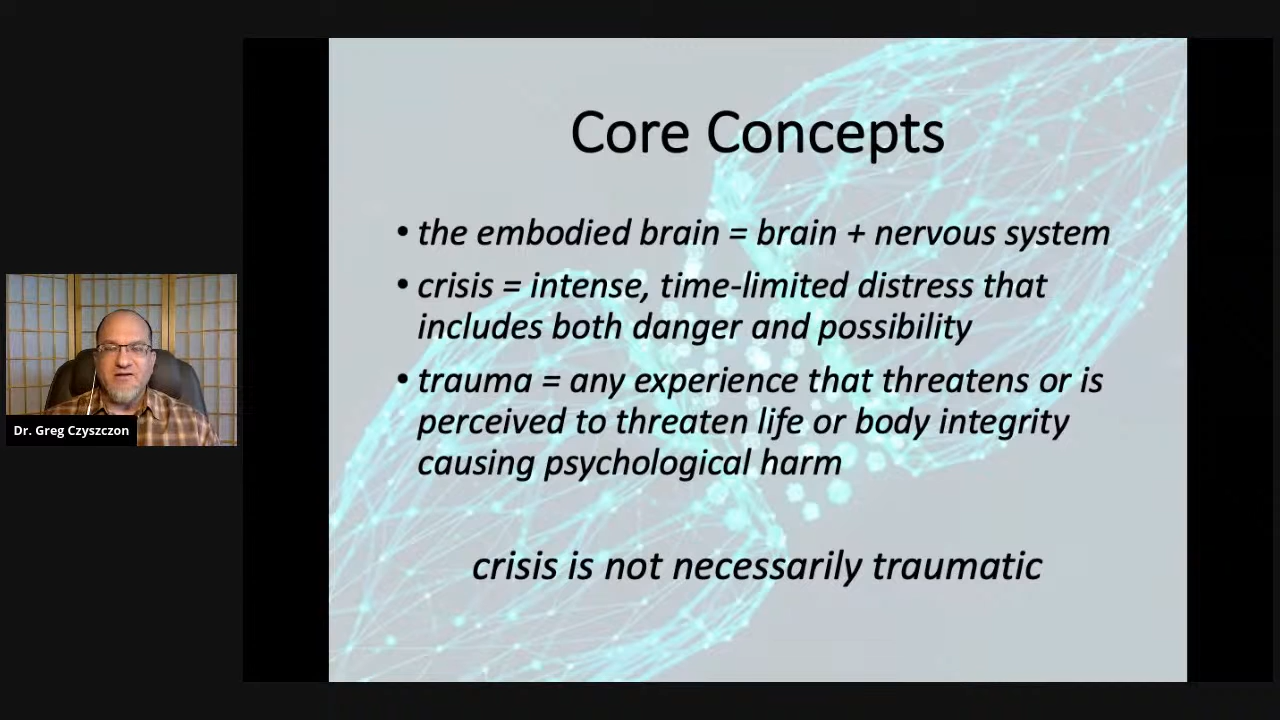 Core Concepts
• the embodied brain = brain + nervous system
• crisis = intense, time-limited distress that
includes both danger and possibility
• trauma = any experience that threatens or is
perceived to threaten life or body integrity
causing psychological harm
crisis is not necessarily traumatic
Dr. Greg Czyszczon